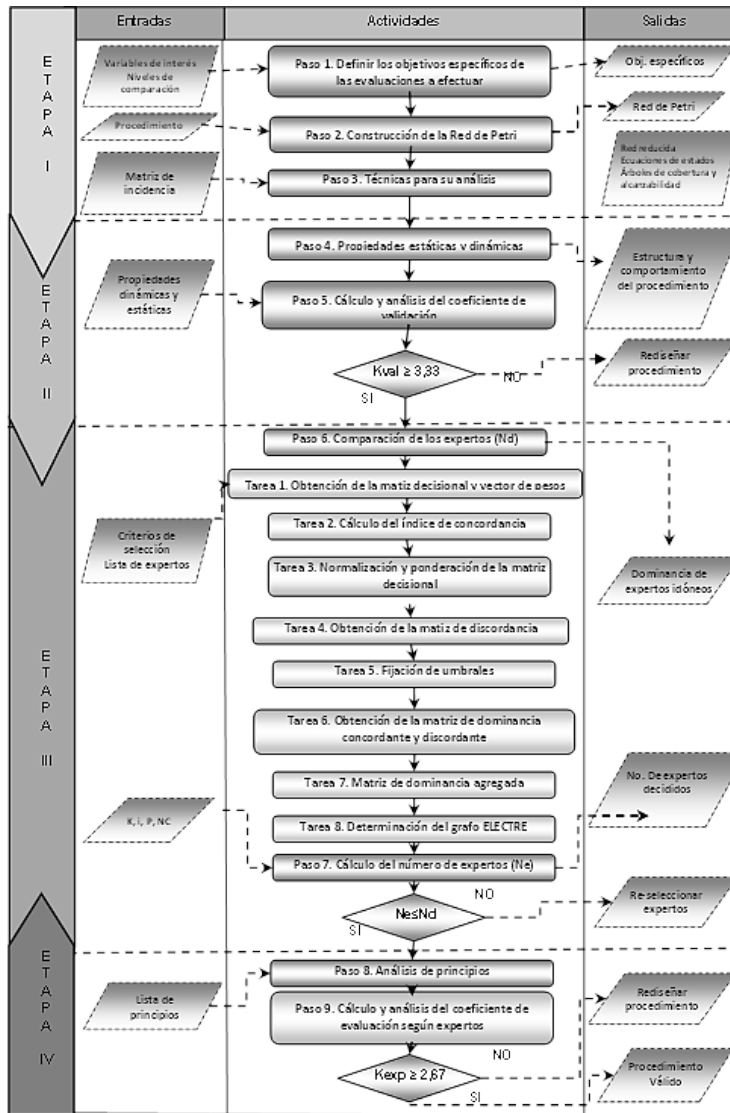 Entradas
Actividades
Salidas
ETAPA I
Variables de interés
Niveles de
comparación
Paso 1. Definir los objetivos específicos
de las evaluaciones a efectuar
Obj. específicos
Procedimiento
Paso 2. Construcción de la Red de Petri
Red de Petri
Matriz de
incidencia
Paso 3. Técnicas para su análisis
Red reducida
Ecuaciones de estados
Árboles de cobertura y
alcanzabilidad
ETAPA II
Paso 4. Propiedades estáticas y dinámicas
Estructura y
comportamiento
del procedimiento
Propiedades
dinámicas y
estáticas
Paso 5. Cálculo y análisis del coeficiente de
validación
Kval ≥ 3,33
NO
SI
Rediseñar
procedimiento
ETAPA III
Paso 6. Comparación de los expertos (Nd)
Tarea 1. Obtención de la matiz decisional y vector de pesos
Criterios de
selección
Lista de expertos
Tarea 2. Cálculo del índice de concordancia
Tarea 3. Normalización y ponderación de la matriz
decisional
Dominancia de
expertos idóneos
Tarea 4. Obtención de la matiz de discordancia
Tarea 5. Fijación de umbrales
Tarea 6. Obtención de la matriz de dominancia
concordante y discordante
Tarea 7. Matriz de dominancia agregada
No. De expertos
decididos
K, i, P, NC
Tarea 8. Determinación del grafo ELECTRE
Paso 7. Cálculo del número de expertos (Ne)
Ne≤Nd
NO
SI
Re-seleccionar
expertos
ETAPA IV
Paso 8. Análisis de principios
Lista de
principios
Paso 9. Cálculo y análisis del coeficiente de
evaluación según expertos
Rediseñar
procedimiento
Kexp ≥ 2,67
NO
SI
Procedimiento
Válido